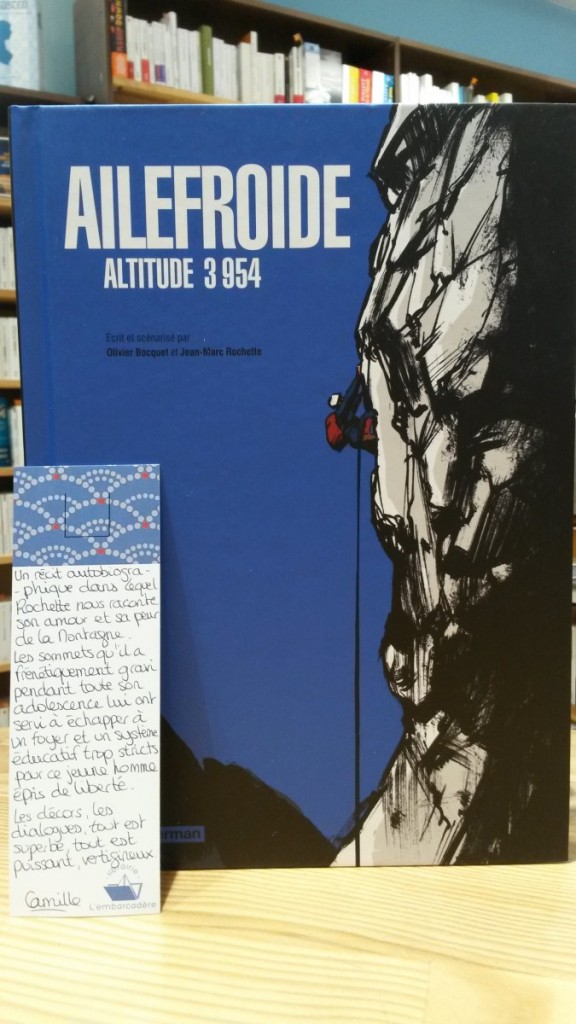 AILEFROIDE
ALTITUDE 3 954
Écrit et scénarisé par
Olivier Bocquet et Jean-Marc Rochette
rman
Un récit autobiogra-
-phique dans lequel
Rochette nous raconte
son amour et sa peur
de la Montagne.
Les sommets qu'il a
frénétiquement gravi
pendant toute son
adolescence lui ont
servi à échapper à
un foyer et un système
éducatif trop stricts
pour ce jeune homme
épris de liberté.
Les décors, les
dialogues, tout est
superbe, tout est
puissant, vertigineux
Camille
librairie
L'embarcadère